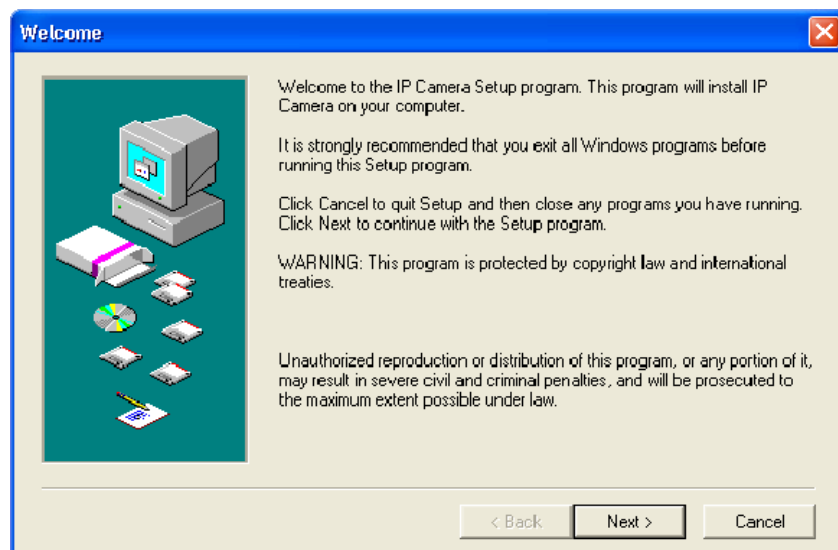 Welcome
Welcome to the IP Camera Setup program. This program will install IP
Camera on your computer.
It is strongly recommended that you exit all Windows programs before
running this Setup program.
Click Cancel to quit Setup and then close any programs you have running.
Click Next to continue with the Setup program.
WARNING: This program is protected by copyright law and international
treaties.
Unauthorized reproduction or distribution of this program, or any portion of it,
may result in severe civil and criminal penalties, and will be prosecuted to
the maximum extent possible under law.
< Back
Next >
Cancel